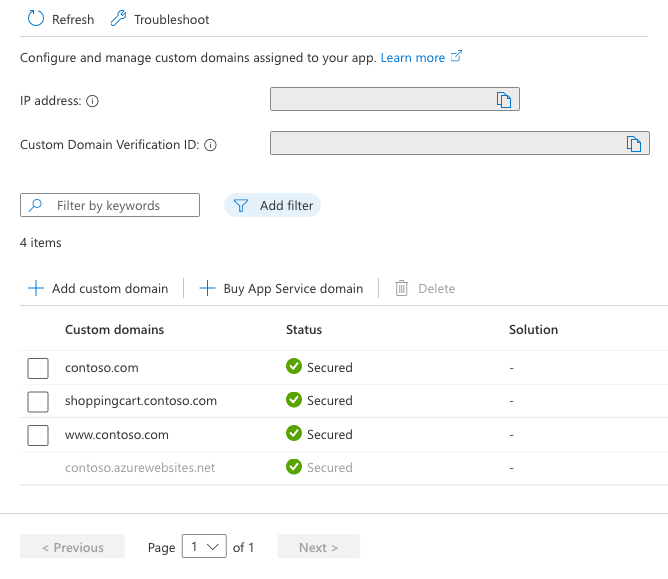 Refresh Troubleshoot
Configure and manage custom domains assigned to your app. Learn more
IP address:
Custom Domain Verification ID:
Filter by keywords Add filter
4 items
Add custom domain Buy App Service domain Delete
Custom domains Status Solution
contoso.com Secured -
shoppingcart.contoso.com Secured -
www.contoso.com Secured -
contoso.azurewebsites.net Secured -
< Previous Page 1 of 1 Next >